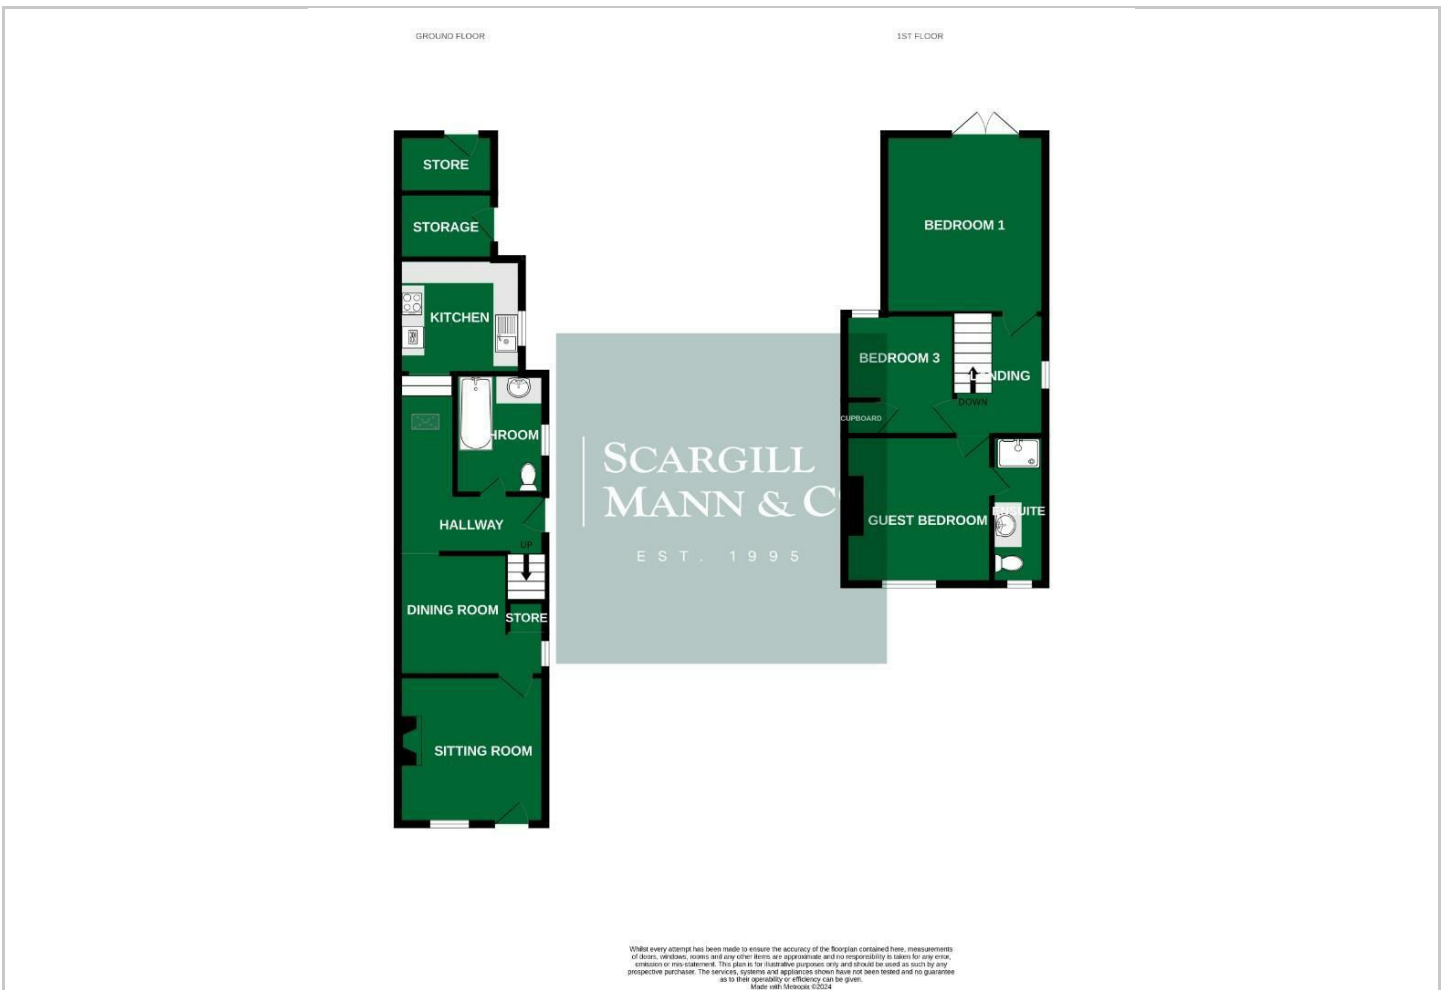 GROUND FLOOR
1ST FLOOR
STORE
STORAGE
KITCHEN
HROOM
HALLWAY
UP
DINING ROOM
STORE
SITTING ROOM
BEDROOM 1
BEDROOM 3
LANDING
DOWN
CUPBOARD
GUEST BEDROOM
ENSUITE
SCARGILL
MANN & C
EST. 1995
Whilst every attempt has been made to ensure the accuracy of the floorplan contained here, measurements
of doors, windows, rooms and any other items are approximate and no responsibility is taken for any error,
omission or mis-statement. This plan is for illustrative purposes only and should be used as such by any
prospective purchaser. The services, systems and appliances shown have not been tested and no guarantee
as to their operability or efficiency can be given.
Made with Metropix ©2024